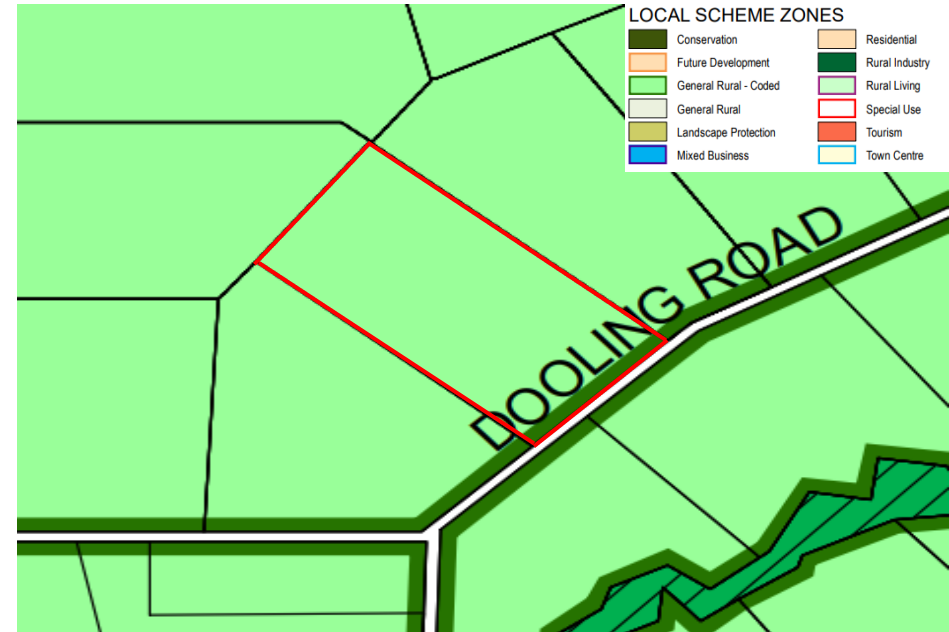 LOCAL SCHEME ZONES
Conservation
Future Development
General Rural - Coded
General Rural
Landscape Protection
Mixed Business
Residential
Rural Industry
Rural Living
Special Use
Tourism
Town Centre
DOOLING ROAD